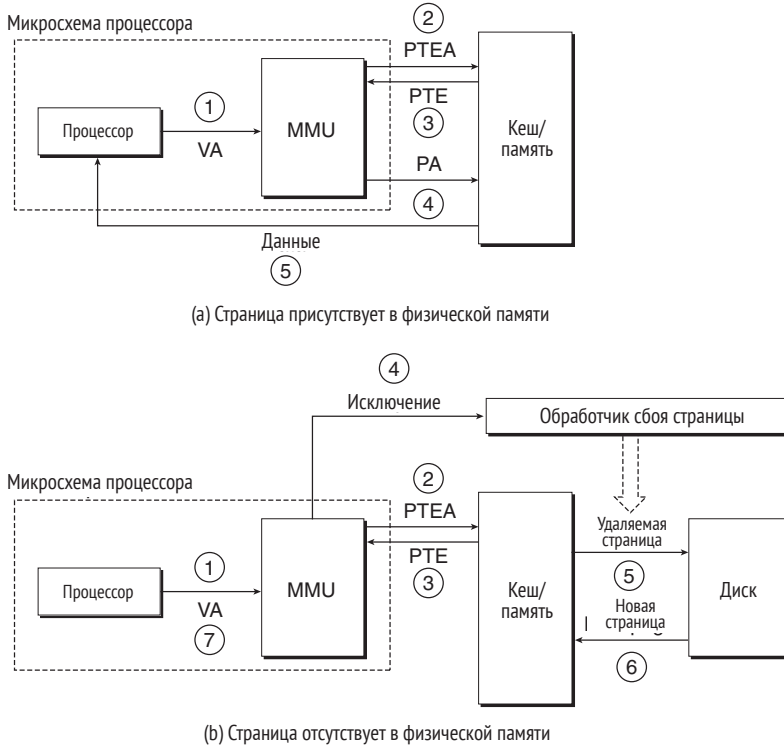 Микросхема процессора
Процессор
1
VA
MMU
2
PTEA
PTE
3
PA
4
Кеш/
память
Данные
5
(a) Страница присутствует в физической памяти
4
Исключение
Обработчик сбоя страницы
Микросхема процессора
Процессор
1
VA
7
MMU
2
PTEA
PTE
3
Кеш/
память
Удаляемая
страница
5
Новая
страница
6
Диск
(b) Страница отсутствует в физической памяти